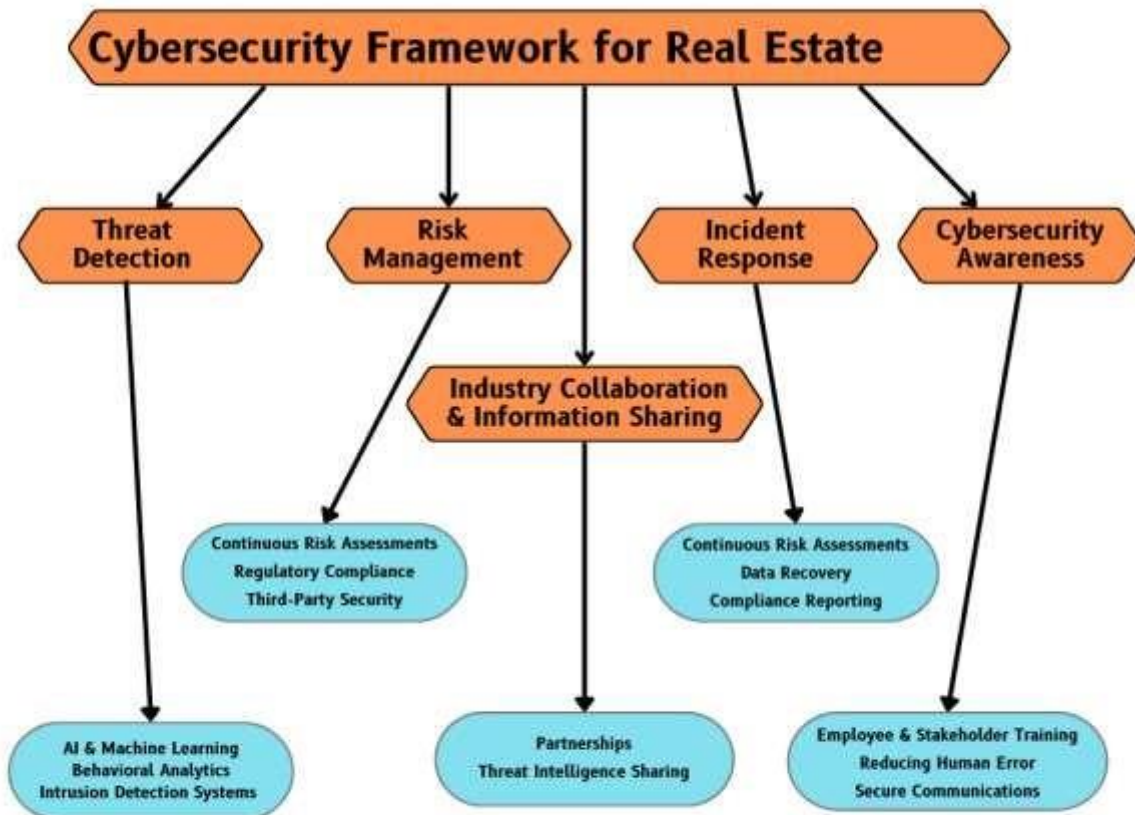 Cybersecurity Framework for Real Estate
Threat
Detection
Risk
Management
Incident
Response
Cybersecurity
Awareness
Industry Collaboration
& Information Sharing
Continuous Risk Assessments
Regulatory Compliance
Third-Party Security
Continuous Risk Assessments
Data Recovery
Compliance Reporting
AI & Machine Learning
Behavioral Analytics
Intrusion Detection Systems
Partnerships
Threat Intelligence Sharing
Employee & Stakeholder Training
Reducing Human Error
Secure Communications